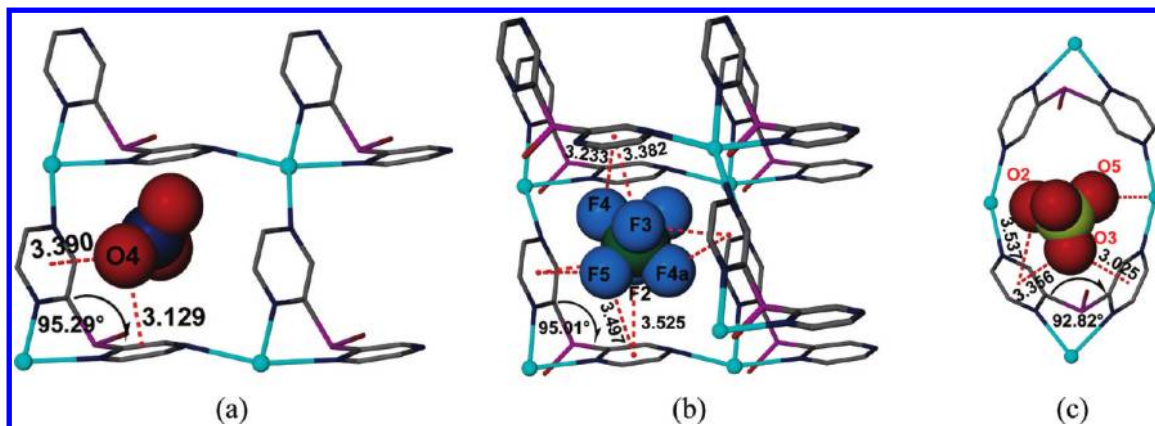 O4
3.390
3.129
95.29°
3.233 3.382
F4
F3
F5
F4a
F2
3.497
3.525
95.01°
O2
O5
O3
3.537
3.356
3.025
92.82°
(a)
(b)
(c)